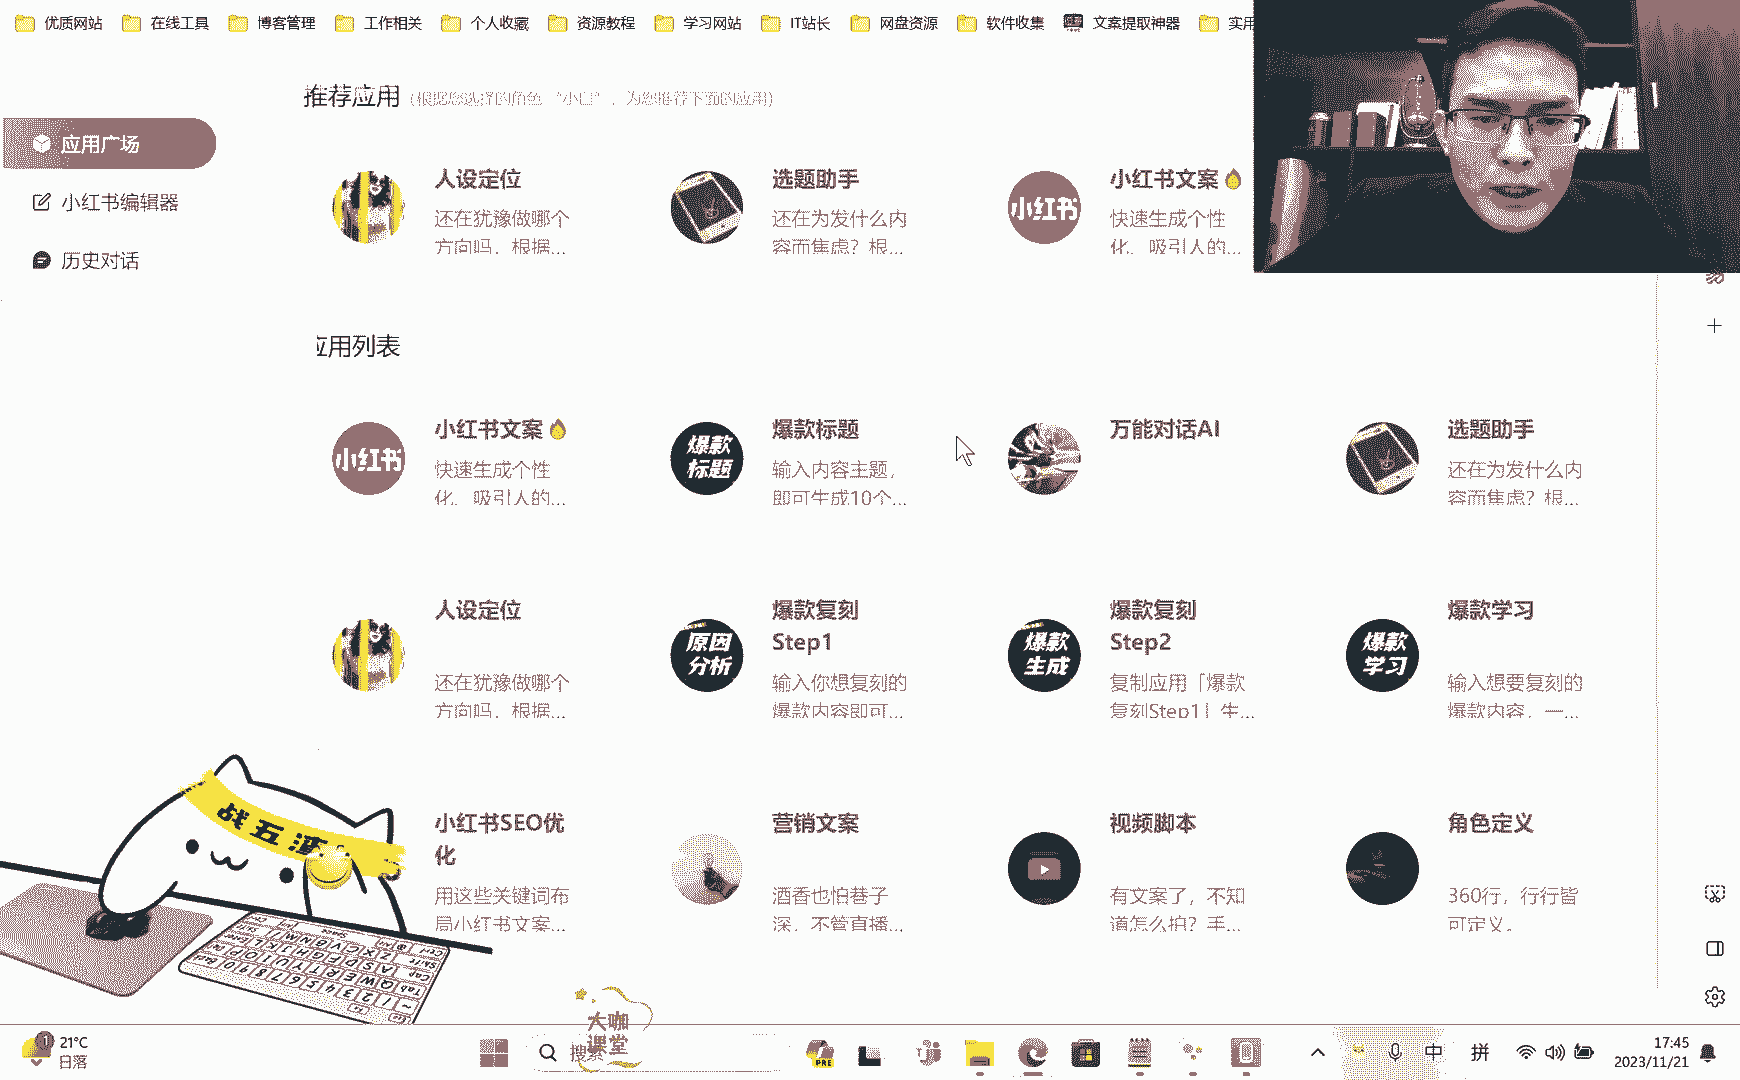 优质网站
在线工具
博客管理
工作相关
个人收藏
资源教程
学习网站
IT站长
网盘资源
软件收集
文案提取神器
实用
推荐应用 (根据您选择的角色 "小白" ，为您推荐下面的应用)
应用广场
小红书编辑器
历史对话
人设定位
还在犹豫做哪个
方向吗，根据...
选题助手
还在为发什么内
容而焦虑？根...
小红书
小红书文案
快速生成个性
化、吸引人的...
应用列表
小红书
小红书文案
快速生成个性
化、吸引人的...
爆款
标题
爆款标题
输入内容主题，
即可生成10个...
万能对话AI
选题助手
还在为发什么内
容而焦虑？根...
人设定位
还在犹豫做哪个
方向吗，根据...
原因
分析
爆款复刻
Step1
输入你想复刻的
爆款内容即可...
爆款
生成
爆款复刻
Step2
复制应用「爆款
复刻Step1」生...
爆款
学习
爆款学习
输入想要复刻的
爆款内容，一...
小红书SEO优
化
用这些关键词布
局小红书文案...
营销文案
酒香也怕巷子
深，不管直播...
视频脚本
有文案了，不知
道怎么拍？手...
角色定义
360行，行行皆
可定义。
战五渣
大咖
课堂
1
21°C
日落
搜索
PRE
中
拼
17:45
2023/11/21